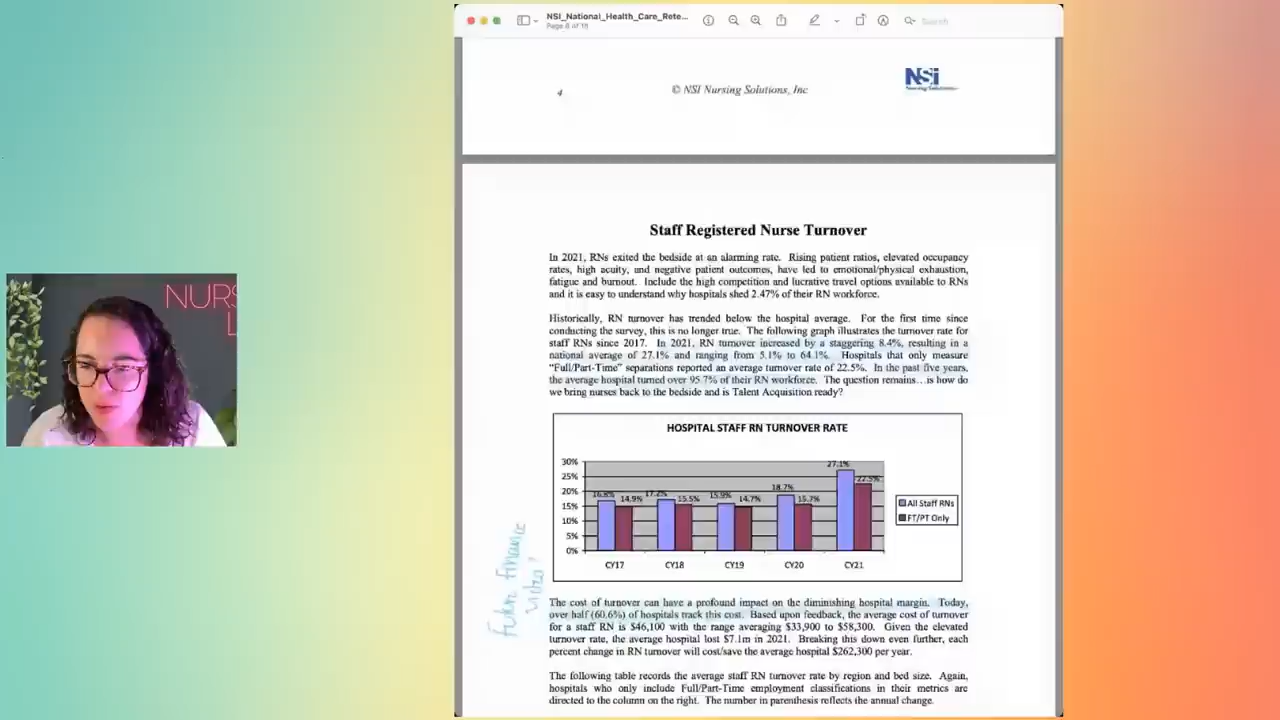 NSI_National_Health_Care_Rete...
Page 6 of 16
Search
4
© NSI Nursing Solutions, Inc
NSi
Nursing Solutions
NURS
L
Staff Registered Nurse Turnover
In 2021, RNs exited the bedside at an alarming rate. Rising patient ratios, elevated occupancy
rates, high acuity, and negative patient outcomes, have led to emotional/physical exhaustion,
fatigue and burnout. Include the high competition and lucrative travel options available to RNs
and it is easy to understand why hospitals shed 2.47% of their RN workforce.
Historically, RN turnover has trended below the hospital average. For the first time since
conducting the survey, this is no longer true. The following graph illustrates the turnover rate for
staff RNs since 2017. In 2021, RN turnover increased by a staggering 8.4%, resulting in a
national average of 27.1% and ranging from 5.1% to 64.1%. Hospitals that only measure
"Full/Part-Time" separations reported an average turnover rate of 22.5%. In the past five years,
the average hospital turned over 95.7% of their RN workforce. The question remains…is how do
we bring nurses back to the bedside and is Talent Acquisition ready?
HOSPITAL STAFF RN TURNOVER RATE
30%
25%
20%
15%
10%
5%
0%
16.8% 14.9% 17.2% 15.5% 15.9% 14.7% 18.7% 15.7% 27.1% 22.5%
CY17 CY18 CY19 CY20 CY21
All Staff RNs
FT/PT Only
Future finance
video!
The cost of turnover can have a profound impact on the diminishing hospital margin. Today,
over half (60.6%) of hospitals track this cost. Based upon feedback, the average cost of turnover
for a staff RN is $46,100 with the range averaging $33,900 to $58,300. Given the elevated
turnover rate, the average hospital lost $7.1m in 2021. Breaking this down even further, each
percent change in RN turnover will cost/save the average hospital $262,300 per year.
The following table records the average staff RN turnover rate by region and bed size. Again,
hospitals who only include Full/Part-Time employment classifications in their metrics are
directed to the column on the right. The number in parenthesis reflects the annual change.